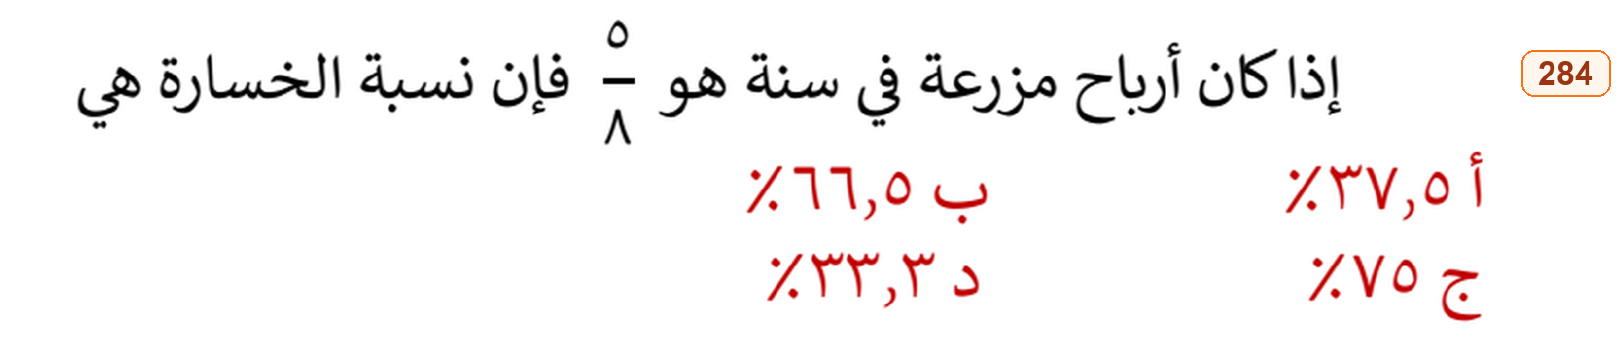 284 إذا كان أرباح مزرعة في سنة هو ٥/٨ فإن نسبة الخسارة هي
أ ٣٧,٥٪ ب ٦٦,٥٪
ج ٧٥٪ د ٣٣,٣٪